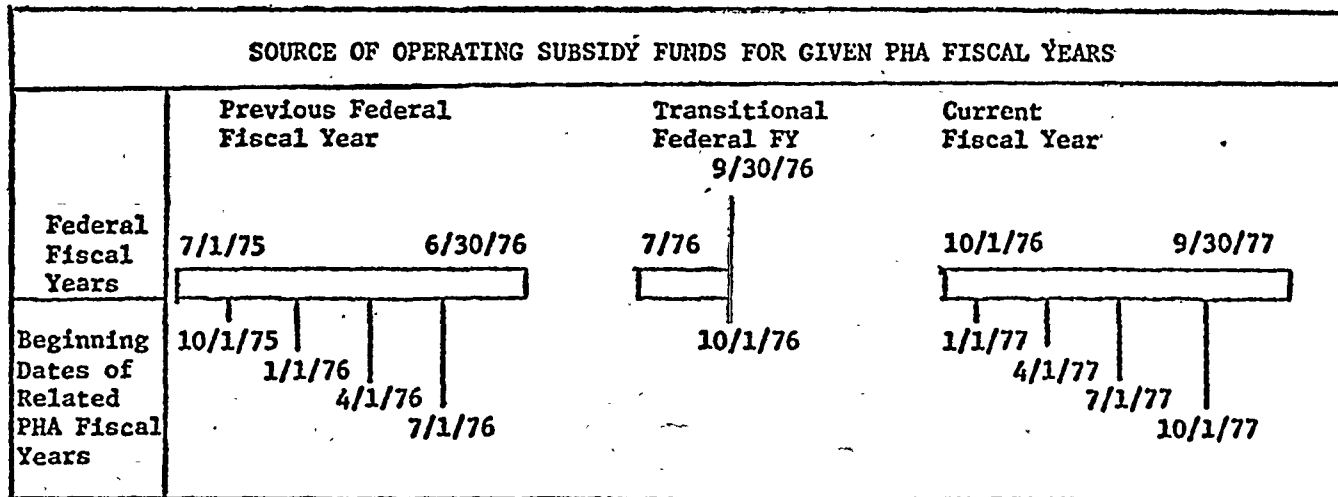 SOURCE OF OPERATING SUBSIDY FUNDS FOR GIVEN PHA FISCAL YEARS
Previous Federal
Fiscal Year
Transitional
Federal FY
9/30/76
Current
Fiscal Year
Federal
Fiscal
Years
7/1/75 6/30/76 7/76 10/1/76 9/30/77
Beginning
Dates of
Related
PHA Fiscal
Years
10/1/75
1/1/76
4/1/76
7/1/76
10/1/76
1/1/77
4/1/77
7/1/77
10/1/77